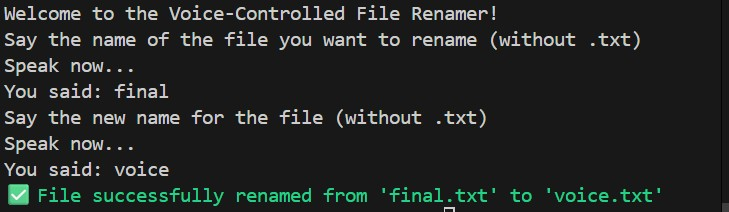 Welcome to the Voice-Controlled File Renamer!
Say the name of the file you want to rename (without .txt)
Speak now...
You said: final
Say the new name for the file (without .txt)
Speak now...
You said: voice
✅ File successfully renamed from 'final.txt' to 'voice.txt'